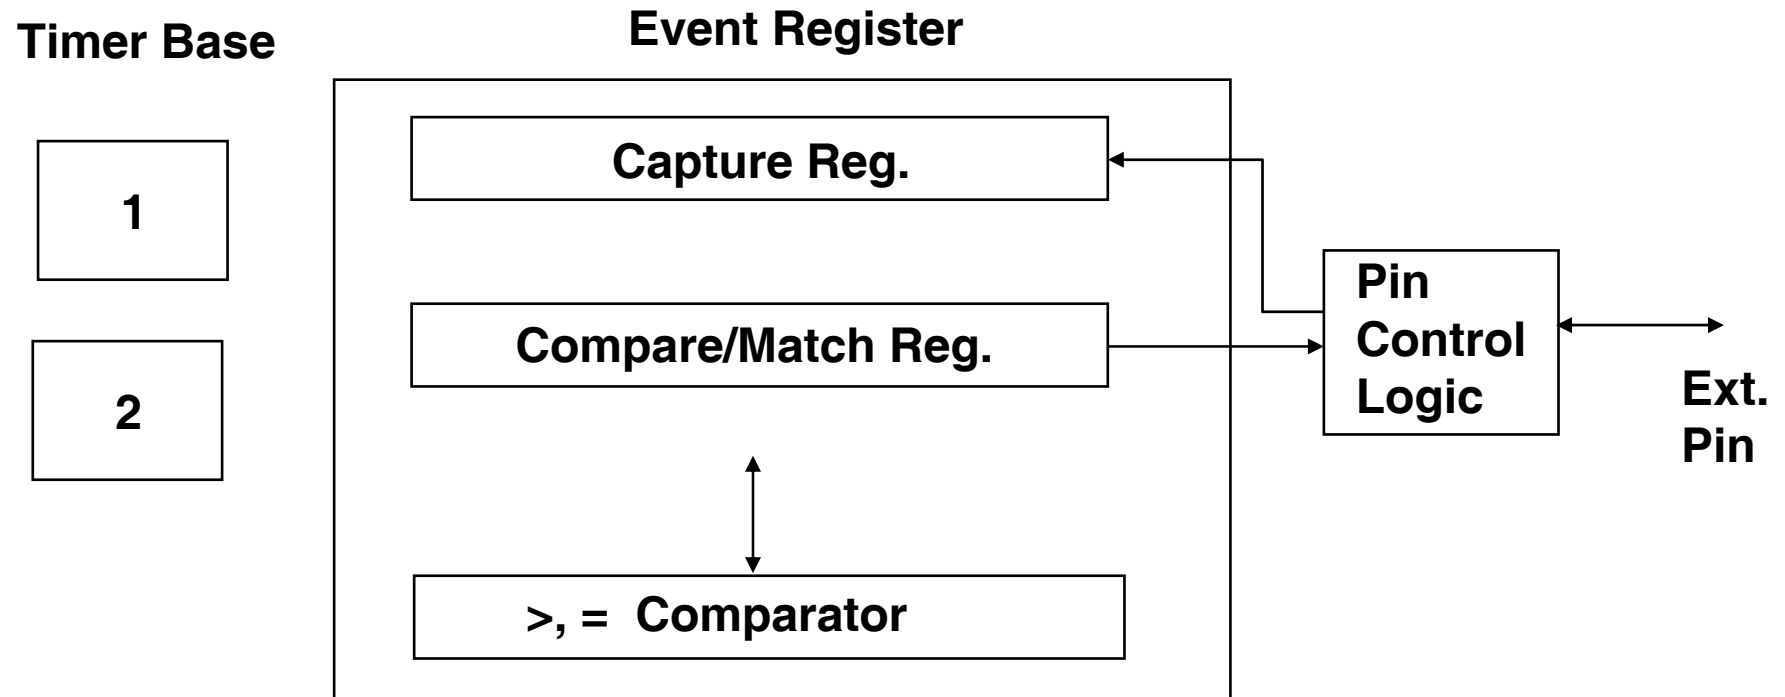 Timer Base
Event Register
1
2
Capture Reg.
Compare/Match Reg.
>, = Comparator
Pin
Control
Logic
Ext.
Pin